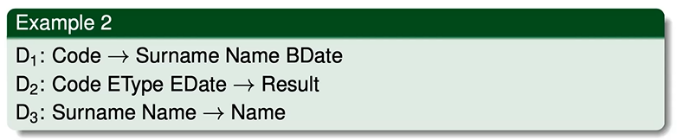 Example 2
D₁: Code → Surname Name BDate
D₂: Code EType EDate → Result
D₃: Surname Name → Name